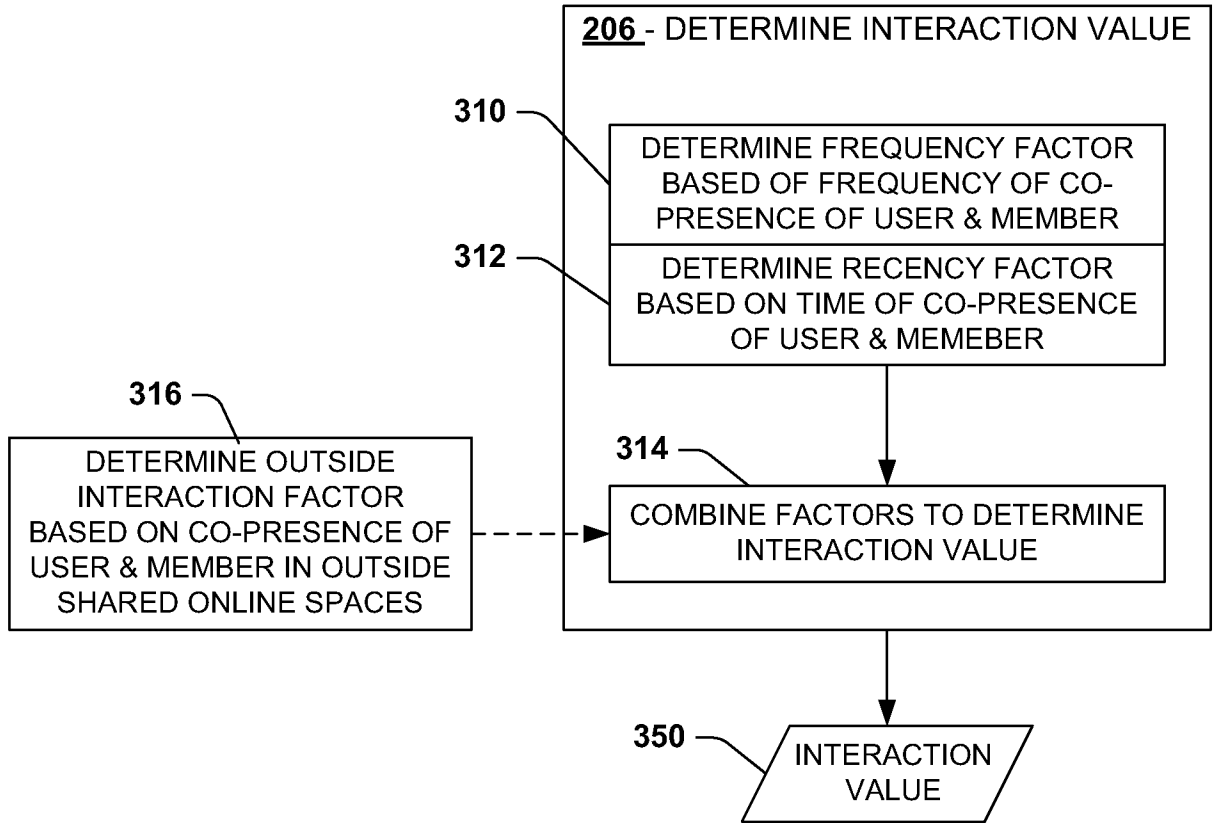 206 - DETERMINE INTERACTION VALUE
310
DETERMINE FREQUENCY FACTOR
BASED OF FREQUENCY OF CO-
PRESENCE OF USER & MEMBER
312
DETERMINE RECENCY FACTOR
BASED ON TIME OF CO-PRESENCE
OF USER & MEMEBER
316
DETERMINE OUTSIDE
INTERACTION FACTOR
BASED ON CO-PRESENCE OF
USER & MEMBER IN OUTSIDE
SHARED ONLINE SPACES
314
COMBINE FACTORS TO DETERMINE
INTERACTION VALUE
350
INTERACTION
VALUE